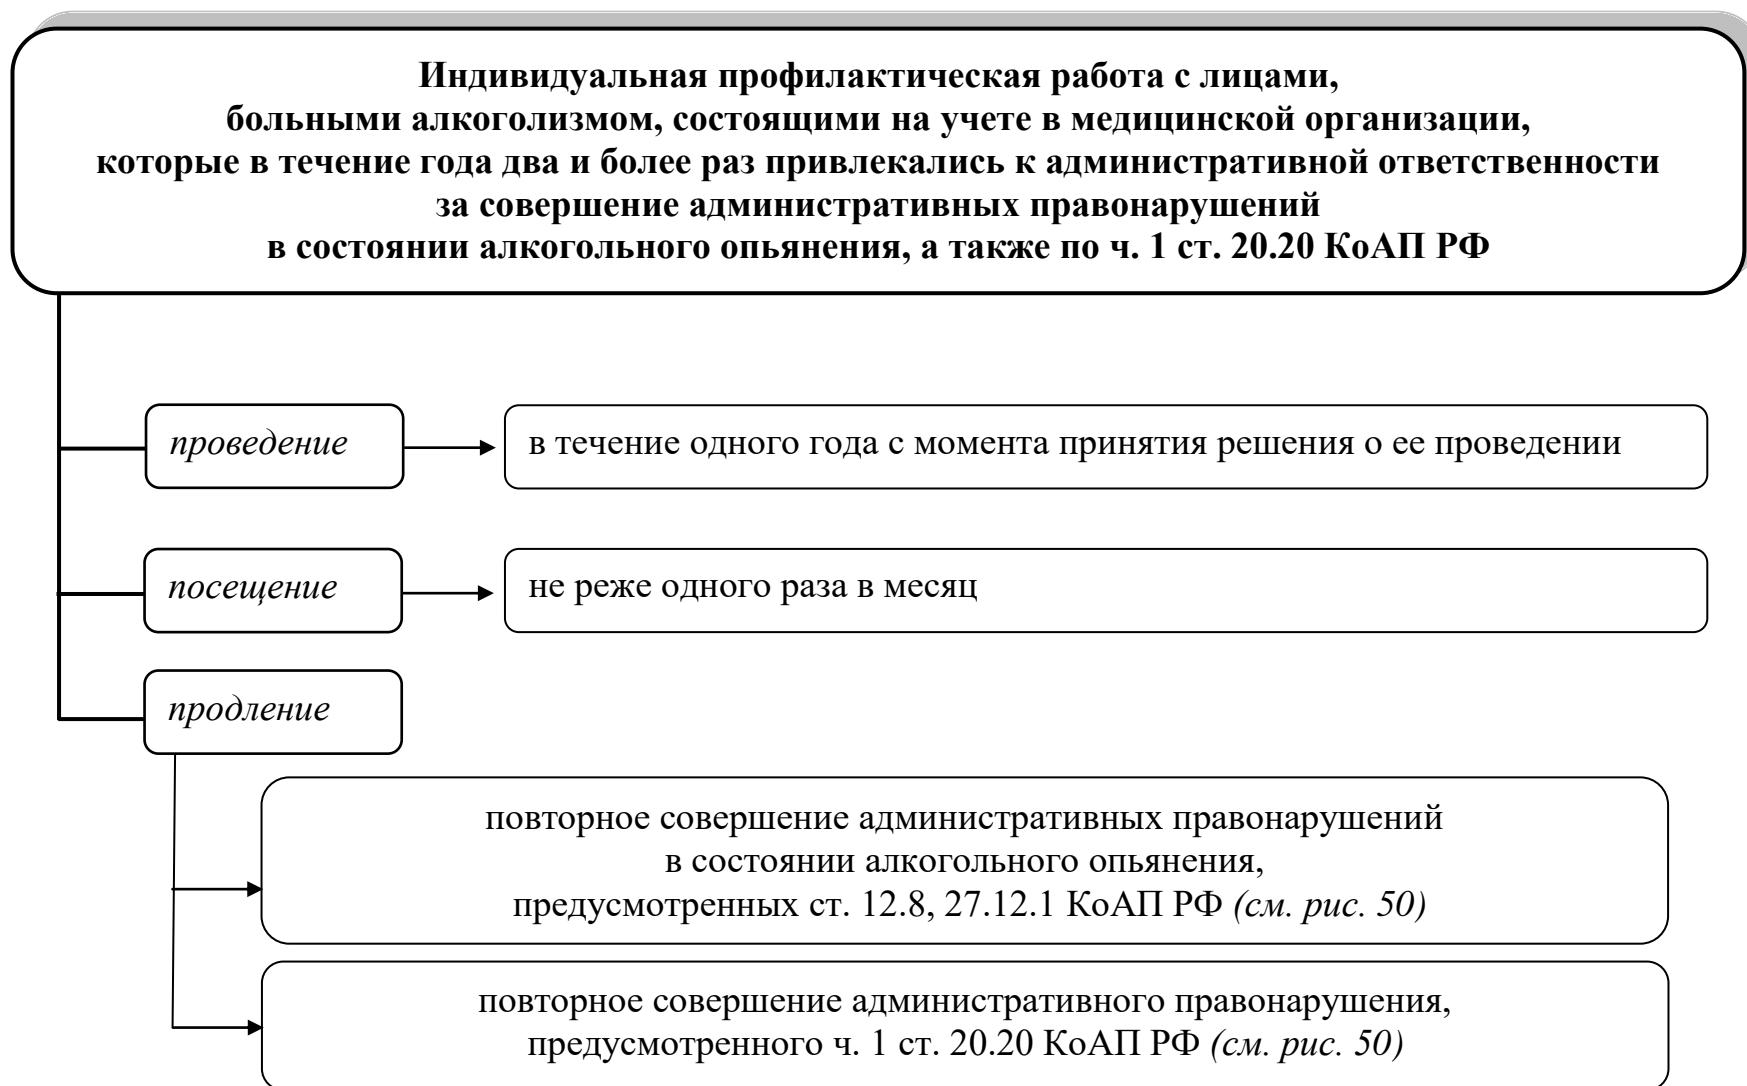 Индивидуальная профилактическая работа с лицами,
больными алкоголизмом, состоящими на учете в медицинской организации,
которые в течение года два и более раз привлекались к административной ответственности
за совершение административных правонарушений
в состоянии алкогольного опьянения, а также по ч. 1 ст. 20.20 КоАП РФ
проведение
в течение одного года с момента принятия решения о ее проведении
посещение
не реже одного раза в месяц
продление
повторное совершение административных правонарушений
в состоянии алкогольного опьянения,
предусмотренных ст. 12.8, 27.12.1 КоАП РФ (см. рис. 50)
повторное совершение административного правонарушения,
предусмотренного ч. 1 ст. 20.20 КоАП РФ (см. рис. 50)